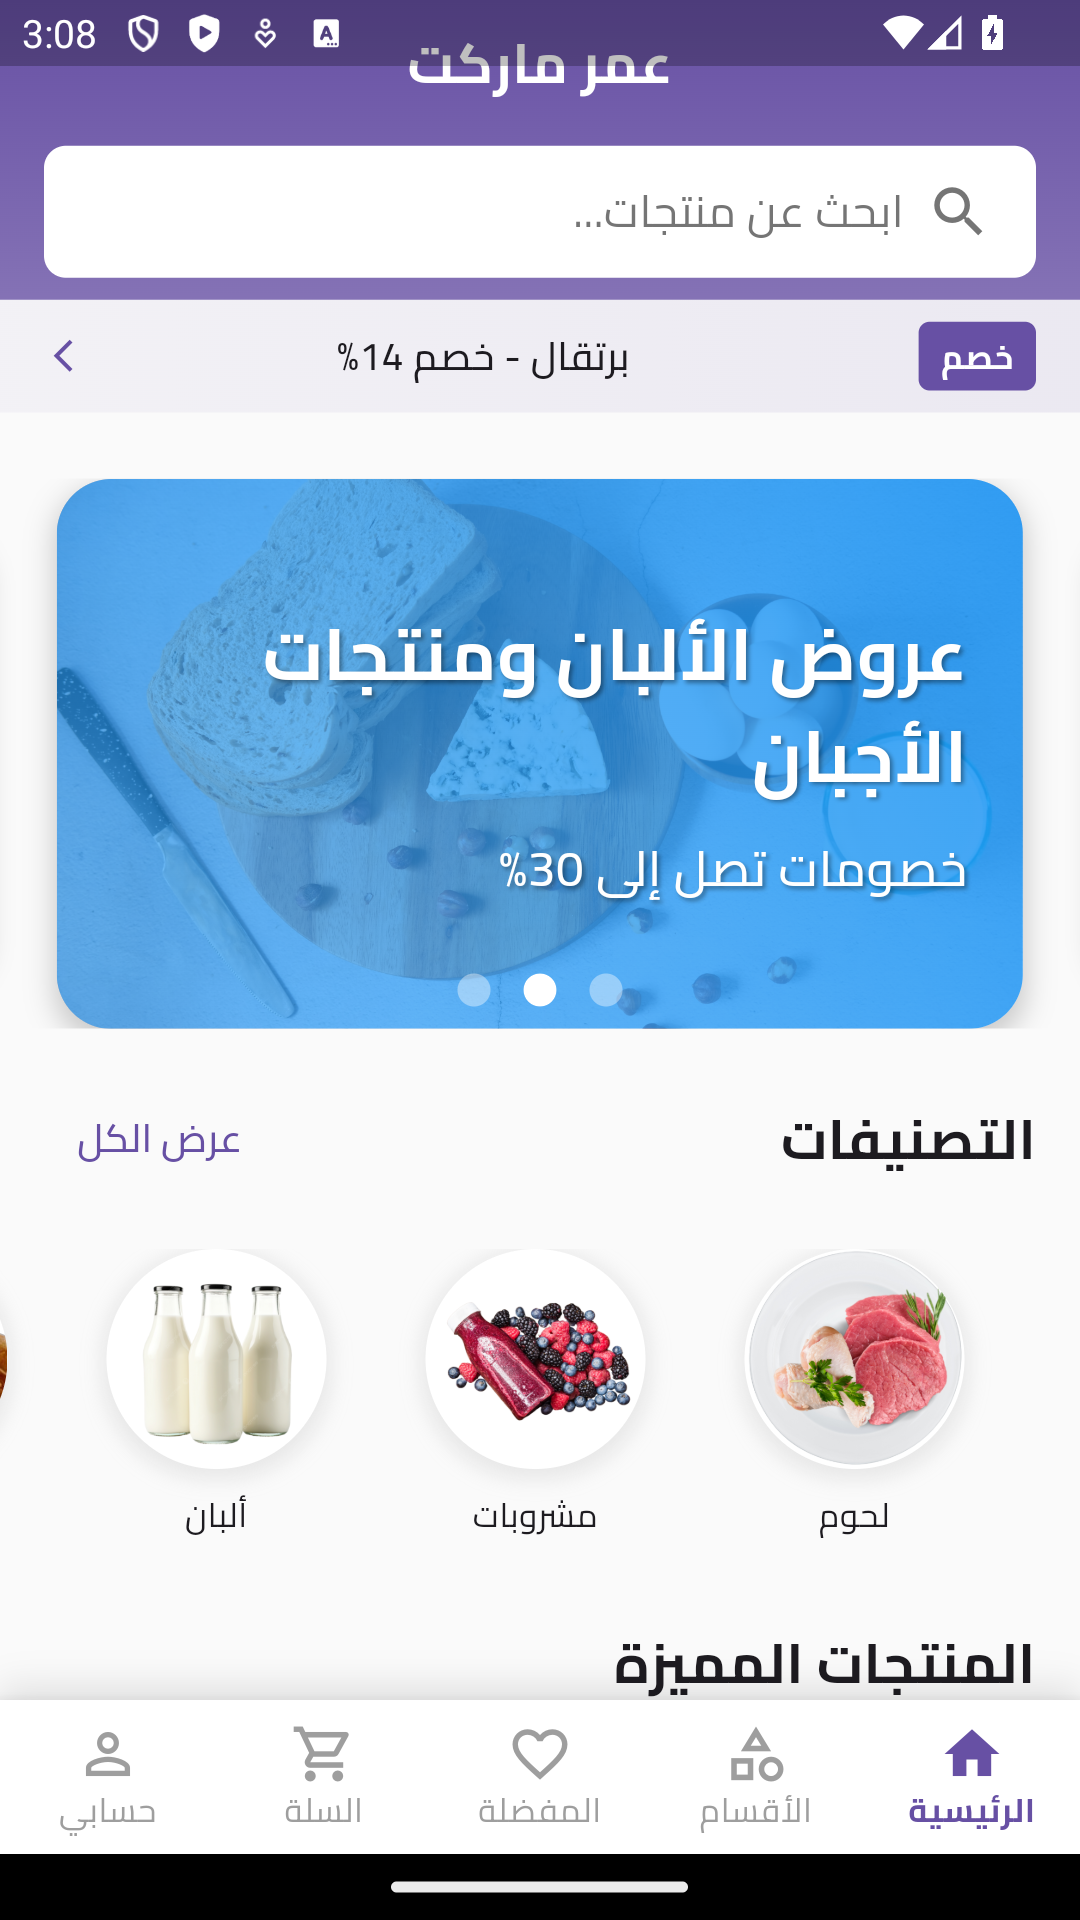 3:08
عمر ماركت
ابحث عن منتجات...
خصم
برتقال - خصم 14%
عروض الألبان ومنتجات
الأجبان
خصومات تصل إلى 30%
التصنيفات
عرض الكل
لحوم
مشروبات
ألبان
المنتجات المميزة
الرئيسية
الأقسام
المفضلة
السلة
حسابي